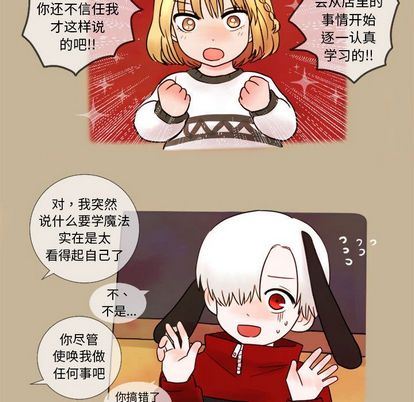 你还不信任我
才这样说
的吧!!
会从店里的
事情开始
逐一认真
学习的!!
对，我突然
说什么要学魔法
实在是太
看得起自己了
不、
不是...
你尽管
使唤我做
任何事吧
你搞错了